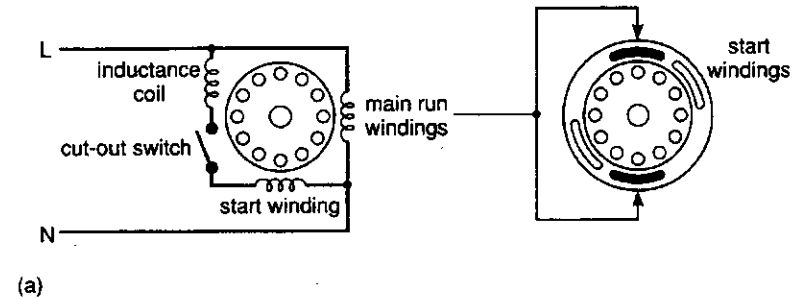 L
inductance
coil
cut-out switch
start winding
N
main run
windings
start
windings
(a)